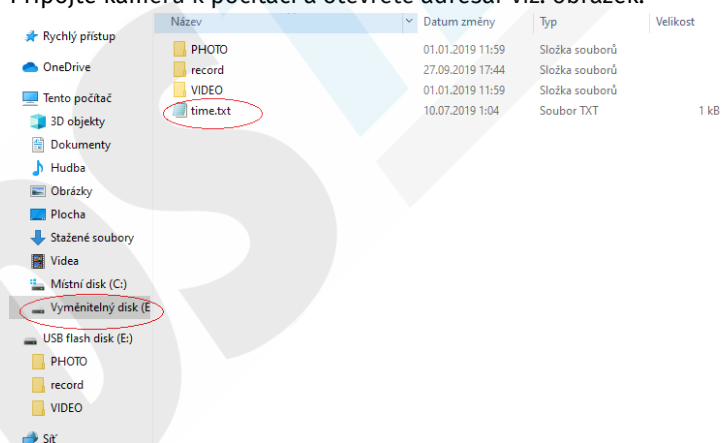 Připojte kameru k počítači a otevřete adresář viz. obrázek.
Název Datum změny Typ Velikost
PHOTO 01.01.2019 11:59 Složka souborů
record 27.09.2019 17:44 Složka souborů
VIDEO 01.01.2019 11:59 Složka souborů
time.txt 10.07.2019 1:04 Soubor TXT 1 kB
Rychlý přístup
OneDrive
Tento počítač
3D objekty
Dokumenty
Hudba
Obrázky
Plocha
Stažené soubory
Videa
Místní disk (C:)
Vyměnitelný disk (E
USB flash disk (E:)
PHOTO
record
VIDEO
Síť